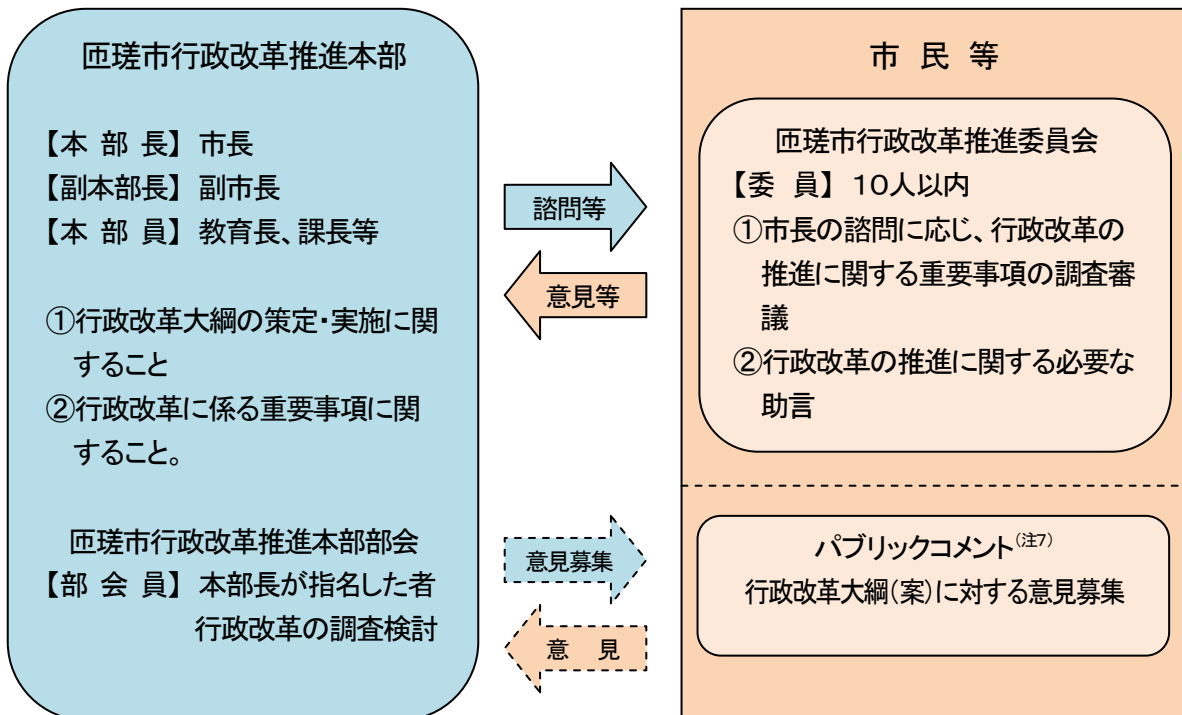 匝瑳市行政改革推進本部
【本 部 長】 市長
【副本部長】 副市長
【本 部 員】 教育長、課長等
①行政改革大綱の策定・実施に関
すること
②行政改革に係る重要事項に関
すること。
匝瑳市行政改革推進本部部会
【部 会 員】 本部長が指名した者
行政改革の調査検討
諮問等
意見等
意見募集
意 見
市 民 等
匝瑳市行政改革推進委員会
【委 員】 10人以内
①市長の諮問に応じ、行政改革の
推進に関する重要事項の調査審
議
②行政改革の推進に関する必要な
助言
パブリックコメント(注7)
行政改革大綱(案)に対する意見募集